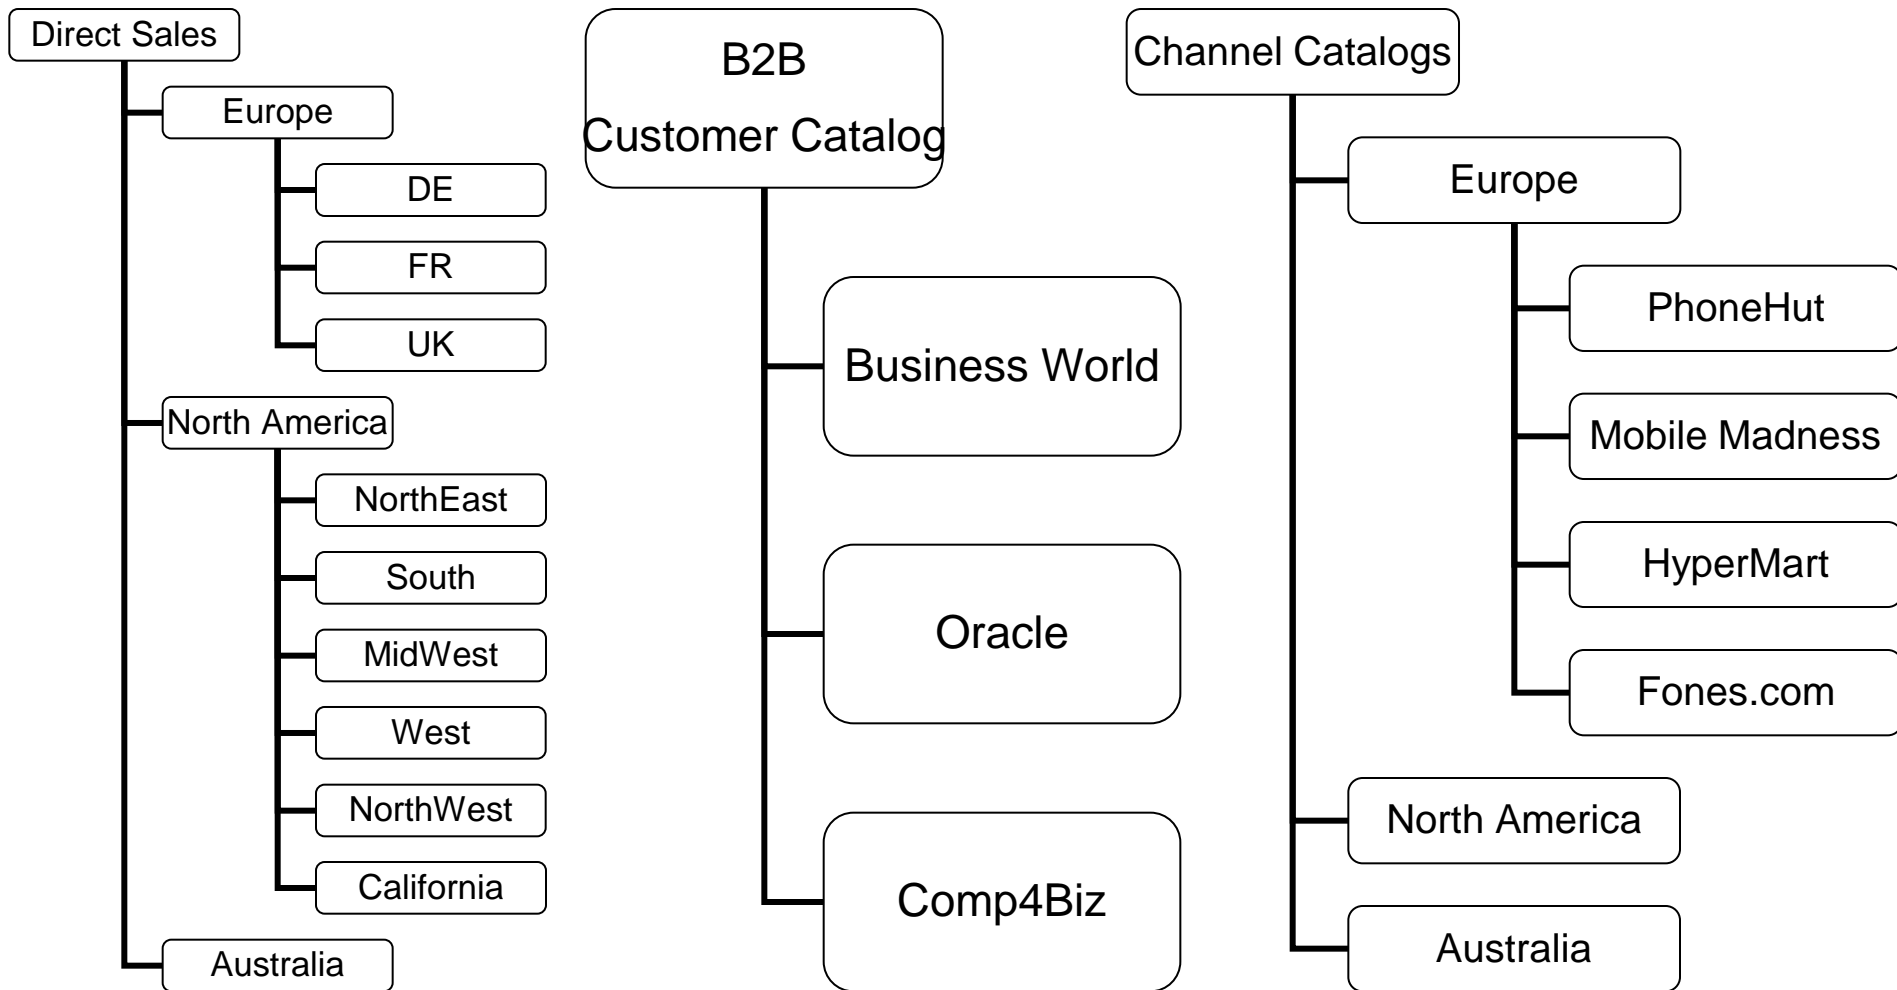 Direct Sales
Europe
DE
FR
UK
North America
NorthEast
South
MidWest
West
NorthWest
California
Australia
B2B
Customer Catalog
Business World
Oracle
Comp4Biz
Channel Catalogs
Europe
PhoneHut
Mobile Madness
HyperMart
Fones.com
North America
Australia